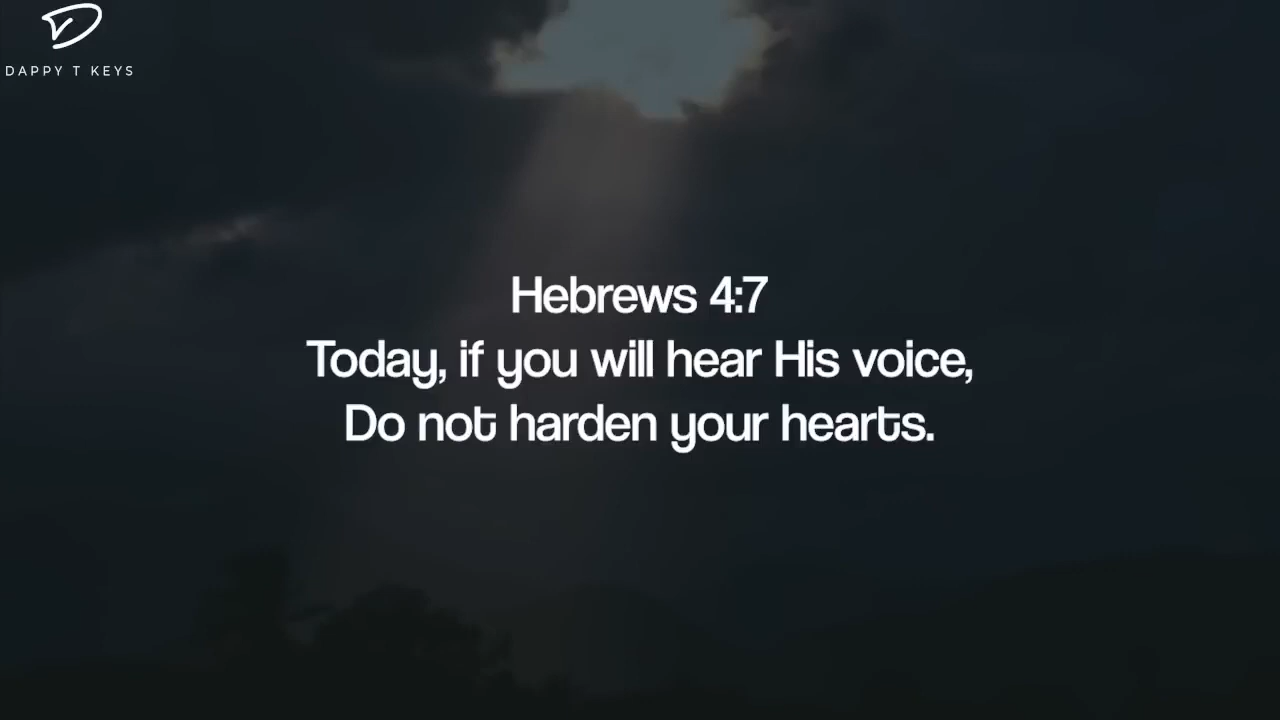 DAPPY T KEYS
Hebrews 4:7
Today, if you will hear His voice,
Do not harden your hearts.